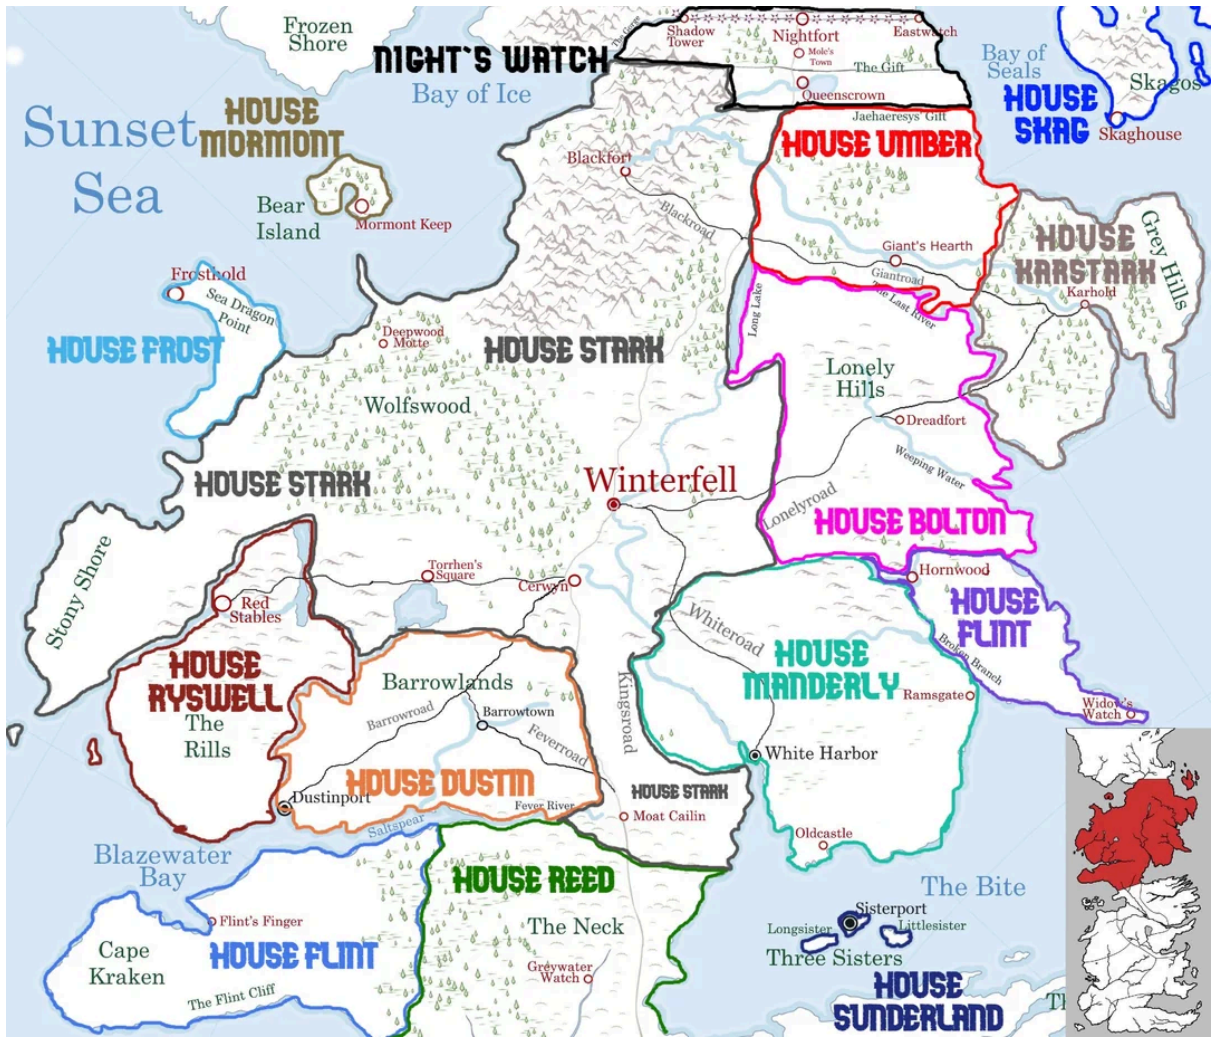 Frozen
Shore
The Gorge
Shadow
Tower
Nightfort
Eastwatch
Mole's
Town
The Gift
Queenscrown
NIGHT'S WATCH
Bay of Ice
Bay of
Seals
Skagos
HOUSE
SKAG
Skaghouse
Sunset
Sea
HOUSE
MORMONT
Bear
Island
Mormont Keep
Jaehaeresys' Gift
HOUSE UMBER
Blackfort
Blackroad
Giant's Hearth
Giantroad
HOUSE
KARSTARK
Grey Hills
Karhold
Frosthold
Sea Dragon
Point
HOUSE FROST
Deepwood
Motte
HOUSE STARK
Long Lake
The Last River
Lonely
Hills
Wolfswood
Dreadfort
Weeping Water
HOUSE STARK
Winterfell
Lonelyroad
HOUSE BOLTON
Stony Shore
Torrhen's
Square
Cerwyn
Hornwood
HOUSE
FLINT
Red
Stables
Whiteroad
HOUSE
MANDERLY
Broken Branch
Ramsgate
Widow's
Watch
HOUSE
RYSWELL
The
Rills
Barrowlands
Barrowroad
Barrowtown
Feverroad
Kingsroad
White Harbor
HOUSE DUSTIN
Dustinport
Fever River
HOUSE STARK
Moat Cailin
Saltspear
Oldcastle
Blazewater
Bay
HOUSE REED
The Bite
Flint's Finger
The Neck
Sisterport
Longsister
Littlesister
Three Sisters
Cape
Kraken
HOUSE FLINT
Greywater
Watch
The Flint Cliff
HOUSE
SUNDERLAND